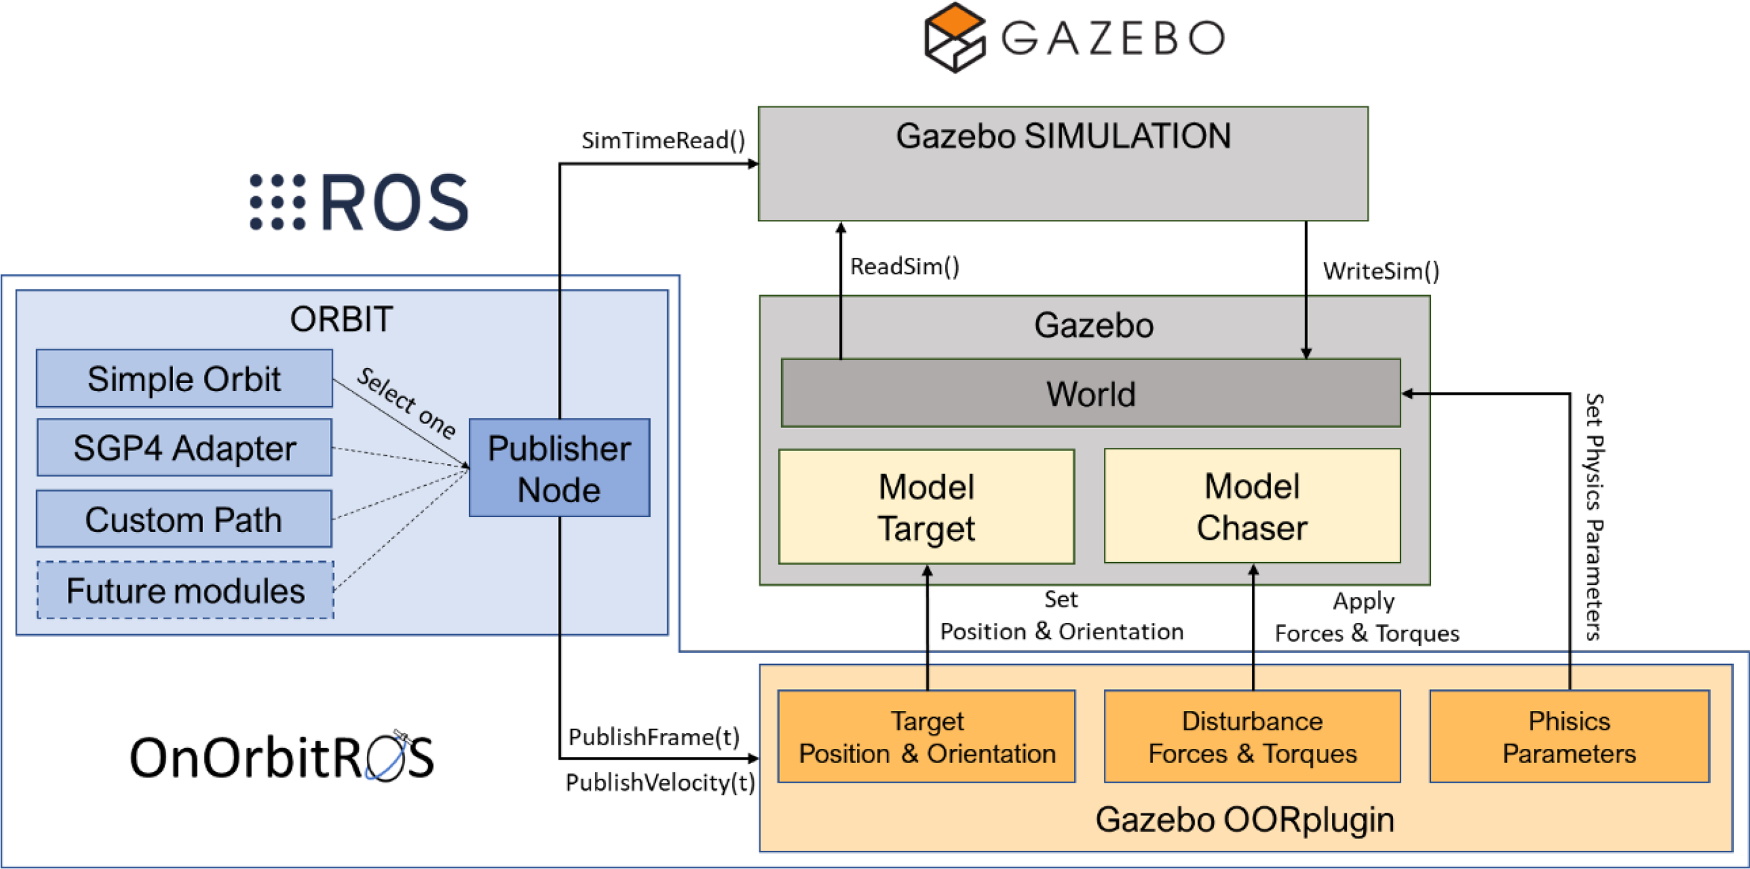 GAZEBO
SimTimeRead()
Gazebo SIMULATION
ROS
ReadSim()
WriteSim()
ORBIT
Simple Orbit
SGP4 Adapter
Custom Path
Future modules
Select one
Publisher
Node
Gazebo
World
Model
Target
Model
Chaser
Set Physics Parameters
Set
Position & Orientation
Apply
Forces & Torques
OnOrbitROS
PublishFrame(t)
PublishVelocity(t)
Target
Position & Orientation
Disturbance
Forces & Torques
Phisics
Parameters
Gazebo OORplugin